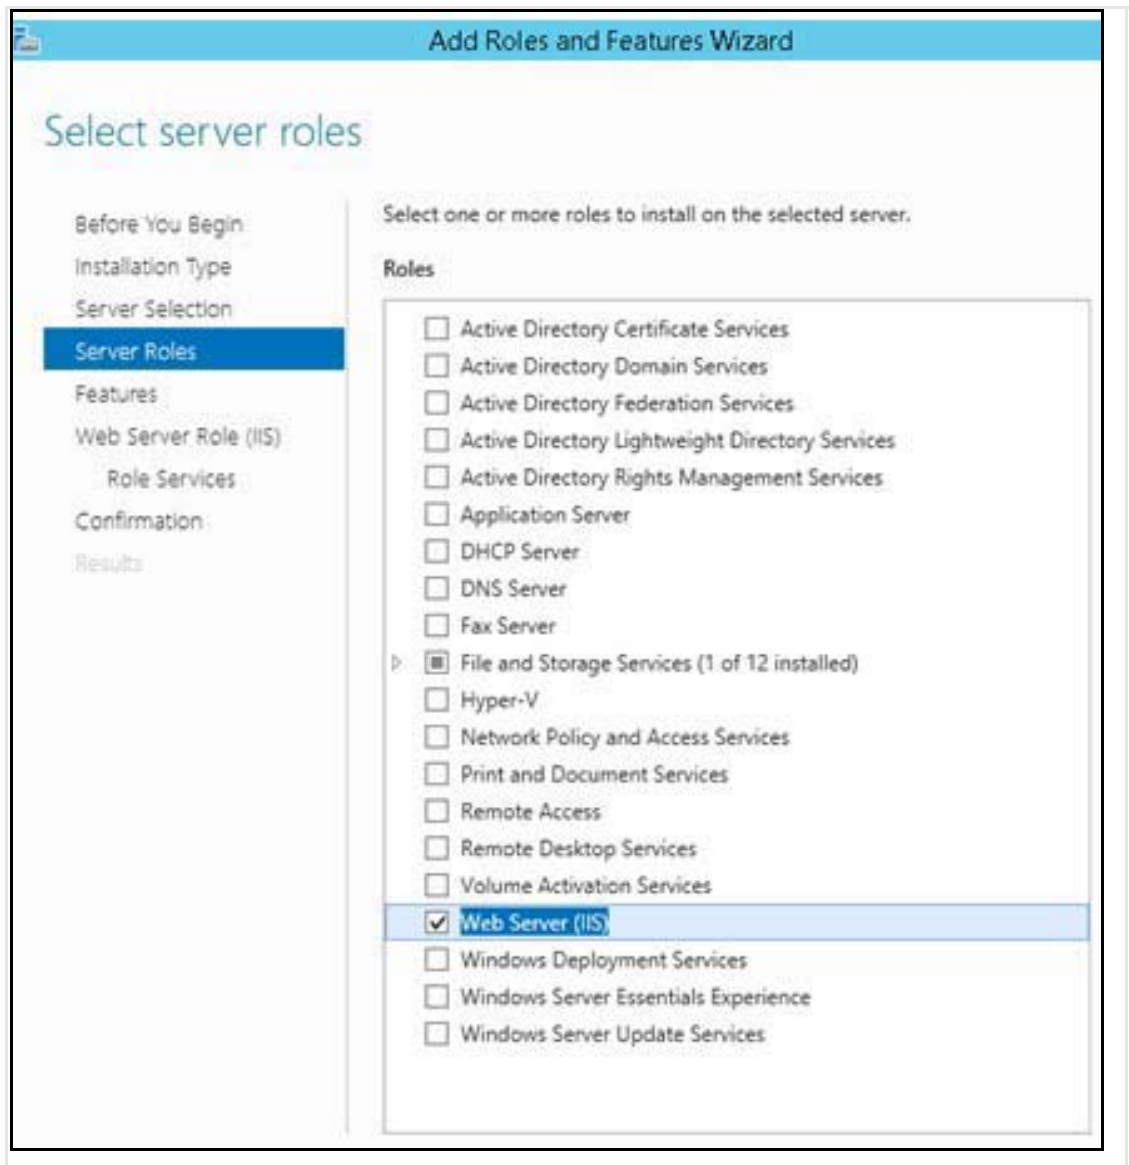 Add Roles and Features Wizard
Select server roles
Before You Begin
Installation Type
Server Selection
Server Roles
Features
Web Server Role (IIS)
Role Services
Confirmation
Results
Select one or more roles to install on the selected server.
Roles
Active Directory Certificate Services
Active Directory Domain Services
Active Directory Federation Services
Active Directory Lightweight Directory Services
Active Directory Rights Management Services
Application Server
DHCP Server
DNS Server
Fax Server
File and Storage Services (1 of 12 installed)
Hyper-V
Network Policy and Access Services
Print and Document Services
Remote Access
Remote Desktop Services
Volume Activation Services
Web Server (IIS)
Windows Deployment Services
Windows Server Essentials Experience
Windows Server Update Services